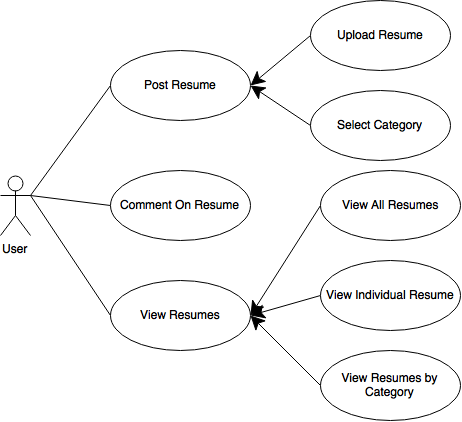 Upload Resume
Post Resume
Select Category
Comment On Resume
View All Resumes
User
View Individual Resume
View Resumes
View Resumes by
Category